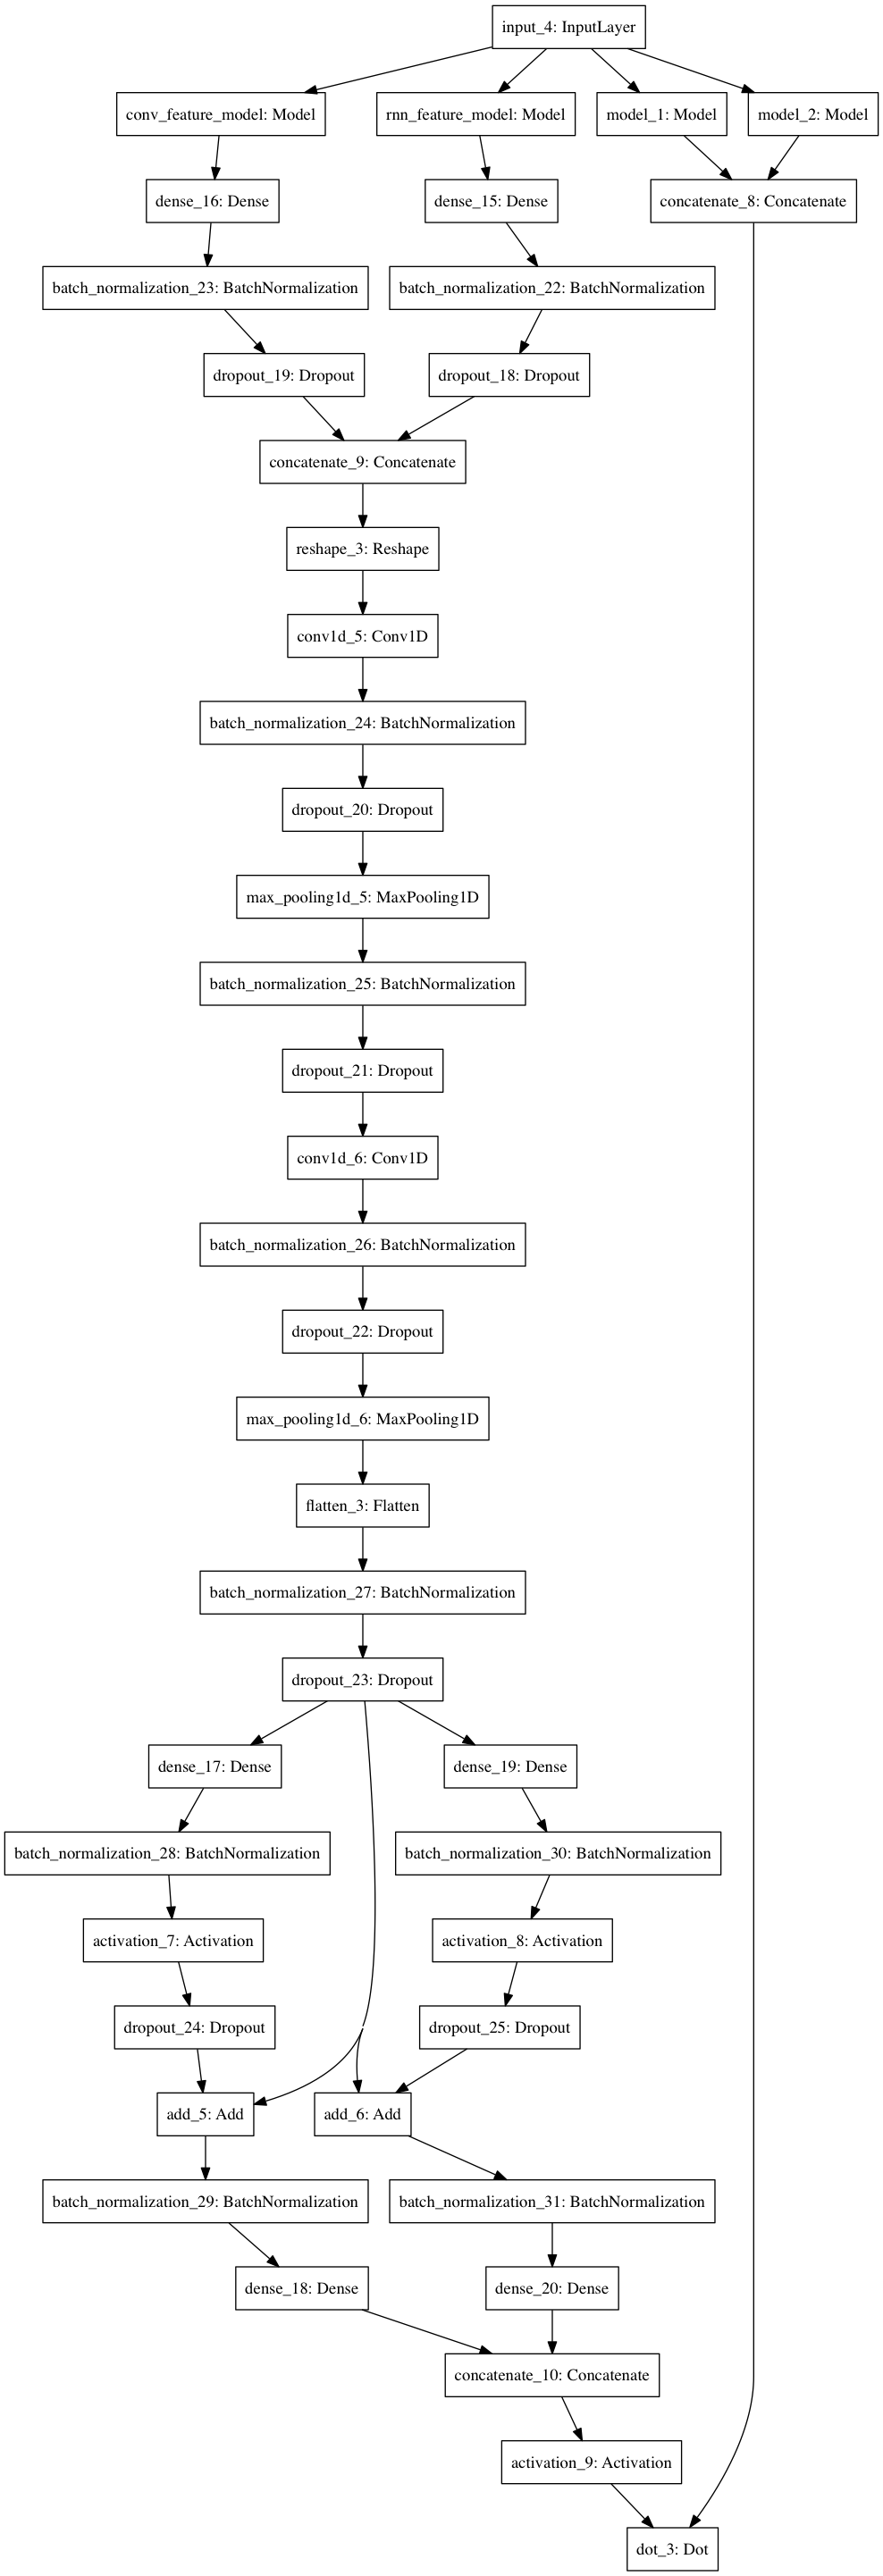 input_4: InputLayer
conv_feature_model: Model
rnn_feature_model: Model
model_1: Model
model_2: Model
dense_16: Dense
dense_15: Dense
concatenate_8: Concatenate
batch_normalization_23: BatchNormalization
batch_normalization_22: BatchNormalization
dropout_19: Dropout
dropout_18: Dropout
concatenate_9: Concatenate
reshape_3: Reshape
conv1d_5: Conv1D
batch_normalization_24: BatchNormalization
dropout_20: Dropout
max_pooling1d_5: MaxPooling1D
batch_normalization_25: BatchNormalization
dropout_21: Dropout
conv1d_6: Conv1D
batch_normalization_26: BatchNormalization
dropout_22: Dropout
max_pooling1d_6: MaxPooling1D
flatten_3: Flatten
batch_normalization_27: BatchNormalization
dropout_23: Dropout
dense_17: Dense
dense_19: Dense
batch_normalization_28: BatchNormalization
batch_normalization_30: BatchNormalization
activation_7: Activation
activation_8: Activation
dropout_24: Dropout
dropout_25: Dropout
add_5: Add
add_6: Add
batch_normalization_29: BatchNormalization
batch_normalization_31: BatchNormalization
dense_18: Dense
dense_20: Dense
concatenate_10: Concatenate
activation_9: Activation
dot_3: Dot